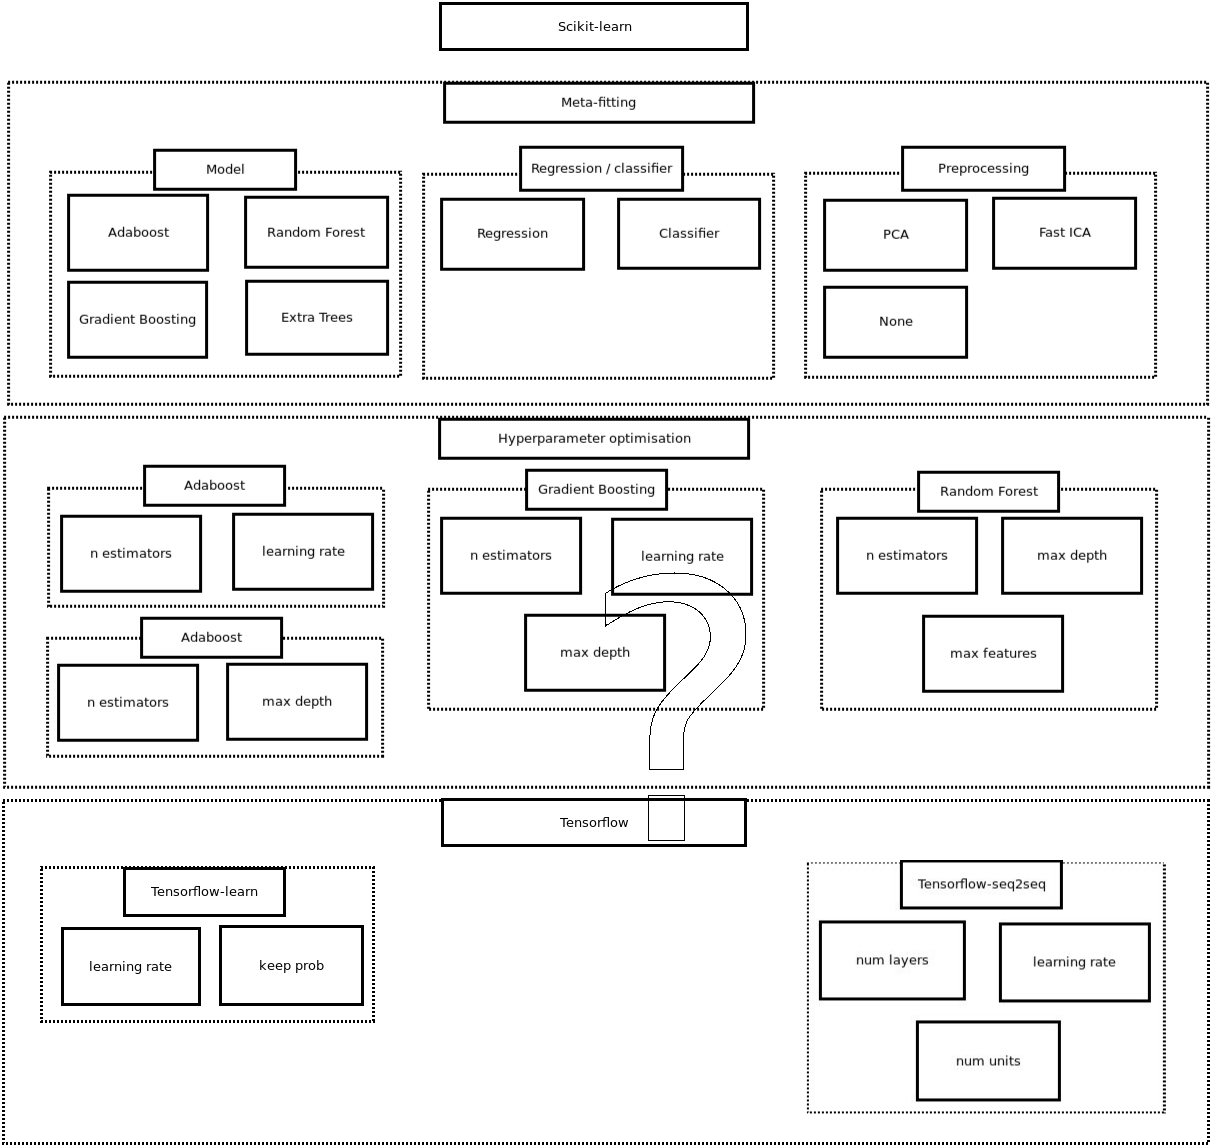 Scikit-learn
Meta-fitting
Model
Adaboost
Random Forest
Gradient Boosting
Extra Trees
Regression / classifier
Regression
Classifier
Preprocessing
PCA
Fast ICA
None
Hyperparameter optimisation
Adaboost
n estimators
learning rate
Adaboost
n estimators
max depth
Gradient Boosting
n estimators
learning rate
max depth
Random Forest
n estimators
max depth
max features
?
Tensorflow
Tensorflow-learn
learning rate
keep prob
Tensorflow-seq2seq
num layers
learning rate
num units